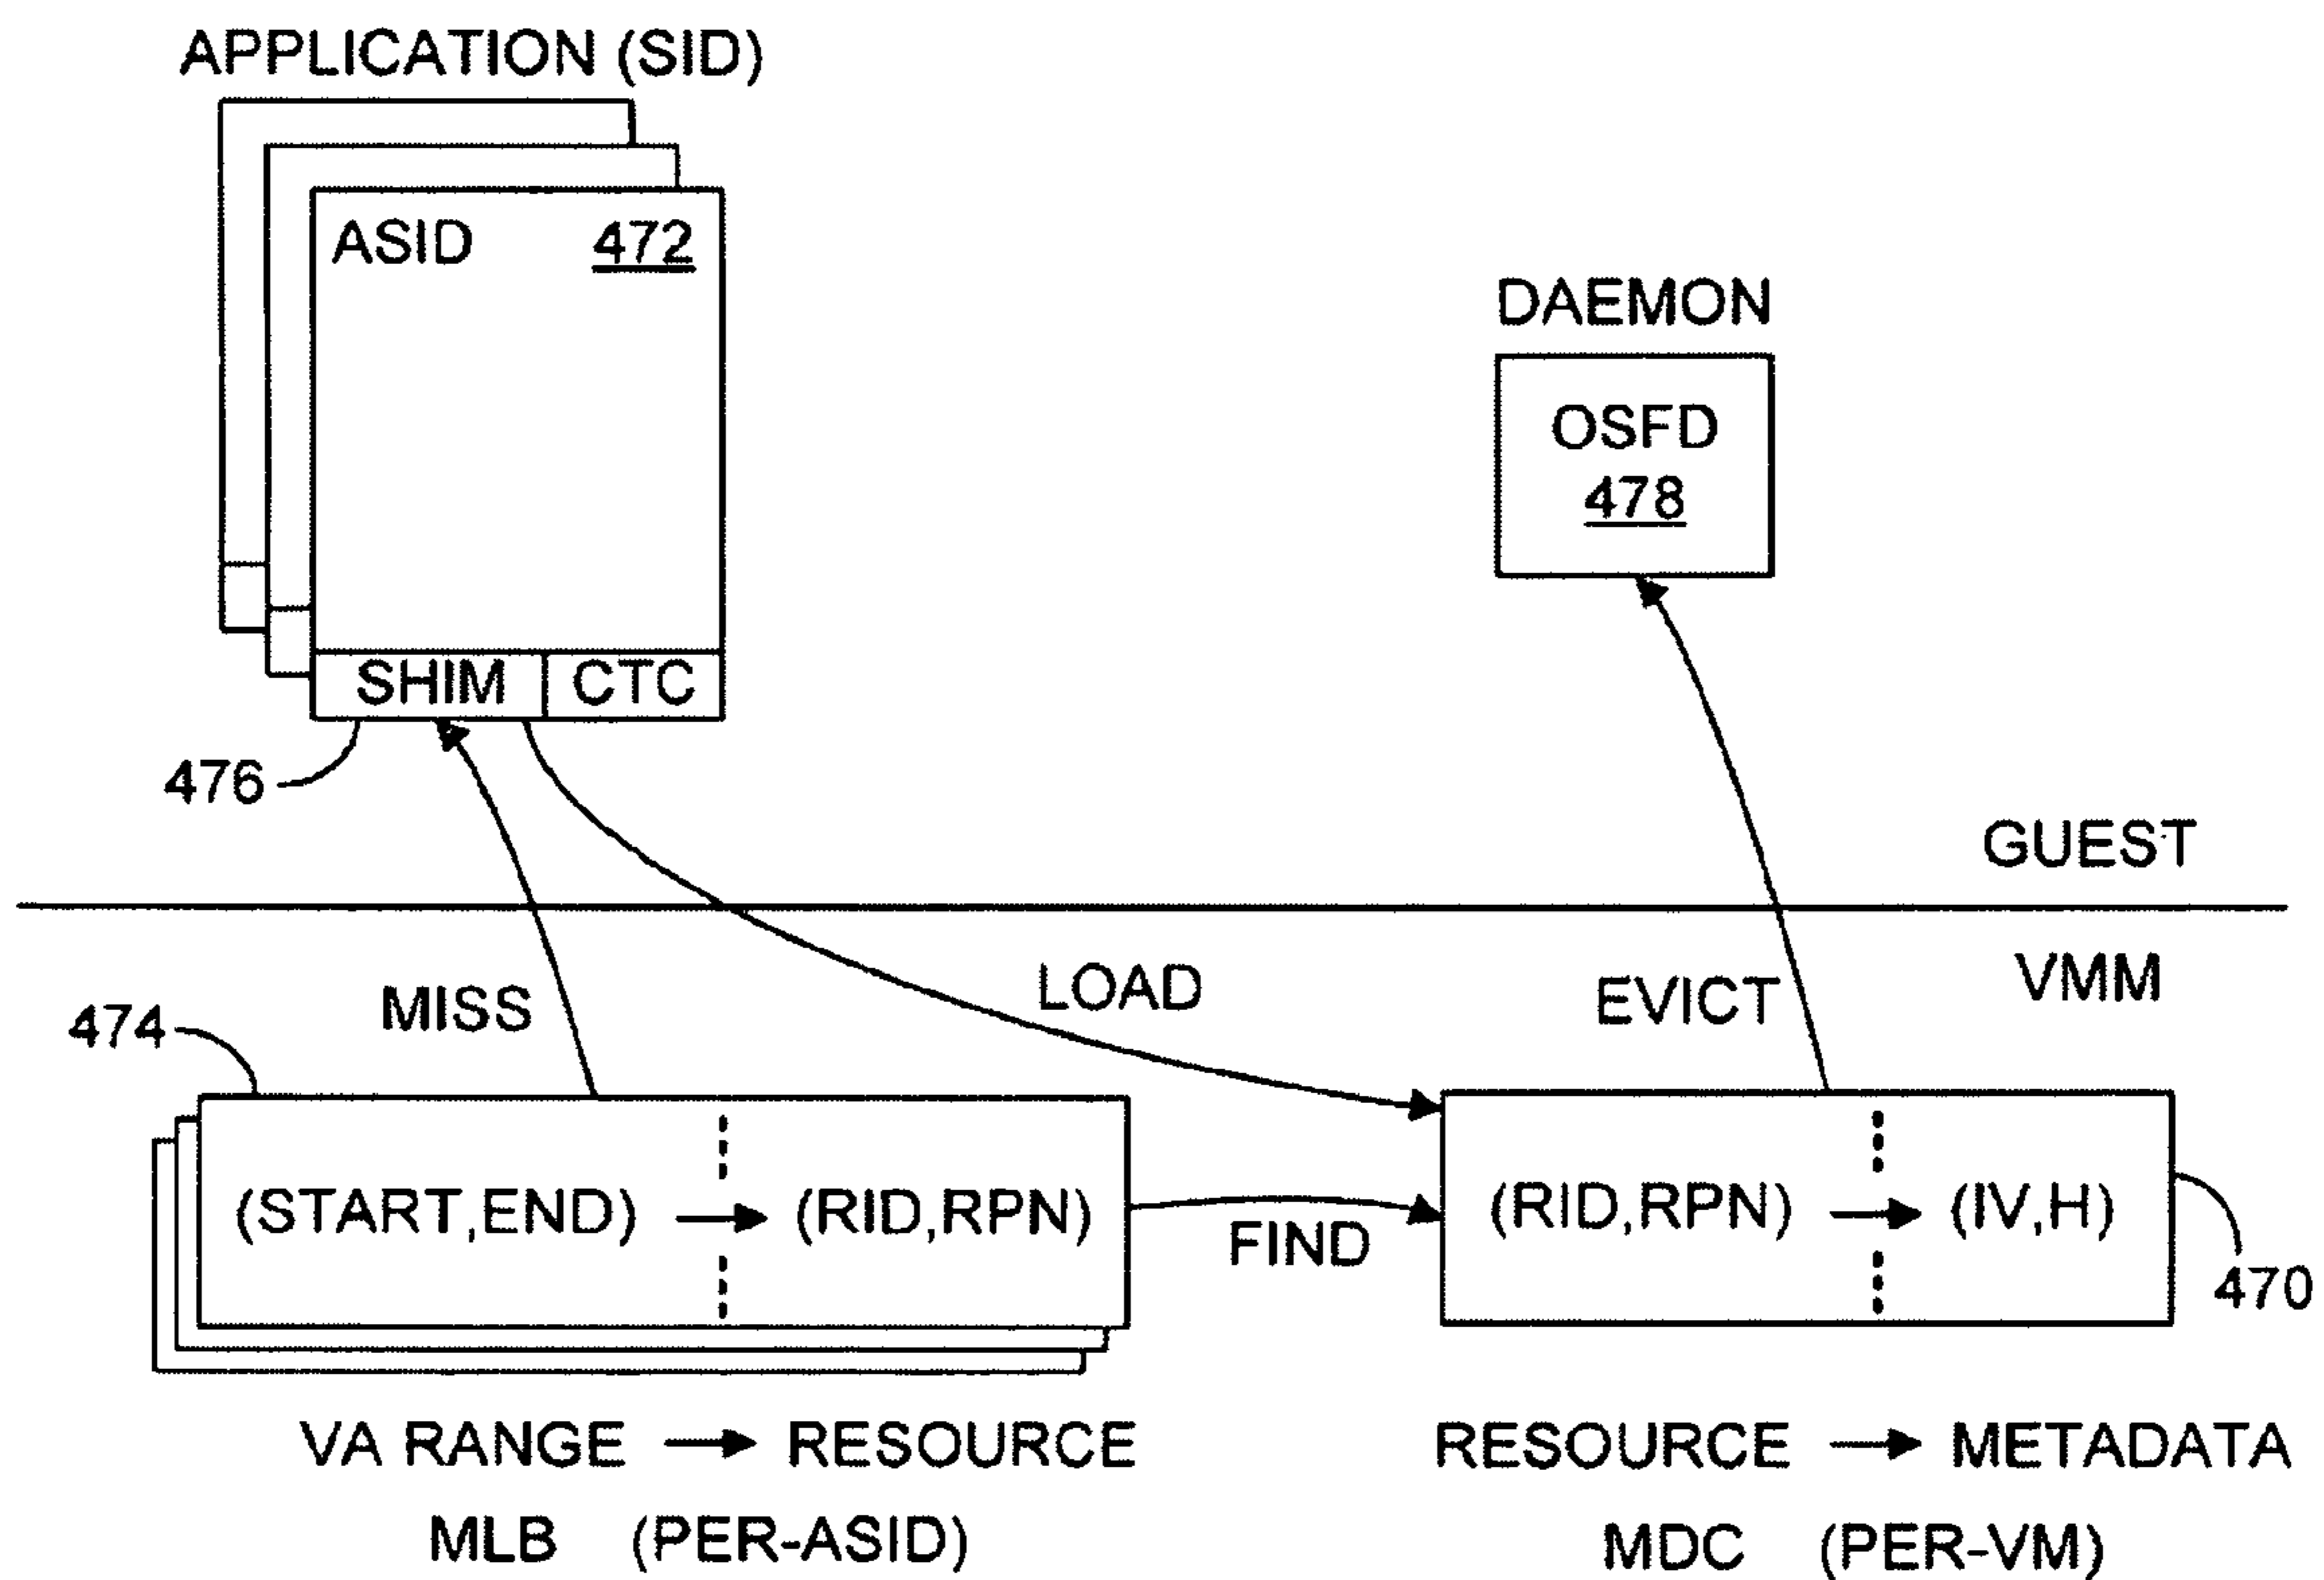 APPLICATION (SID)
ASID 472
DAEMON
OSFD
478
SHIM CTC
476
GUEST
VMM
MISS
LOAD
EVICT
474
(START,END) (RID,RPN)
FIND
(RID,RPN) (IV,H)
470
VA RANGE → RESOURCE
RESOURCE → METADATA
MLB (PER-ASID)
MDC (PER-VM)